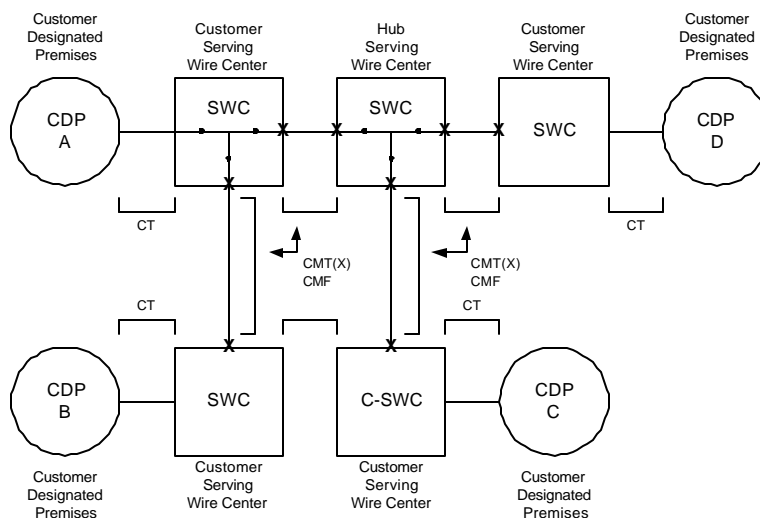 Customer
Designated
Premises
Customer
Serving
Wire Center
Hub
Serving
Wire Center
Customer
Serving
Wire Center
Customer
Designated
Premises
CDP
A
SWC
SWC
SWC
CDP
D
X
X
X
X
X
X
CT
CMT(X)
CMF
CMT(X)
CMF
CT
CT
CT
X
X
CDP
B
SWC
C-SWC
CDP
C
Customer
Designated
Premises
Customer
Serving
Wire Center
Customer
Serving
Wire Center
Customer
Designated
Premises